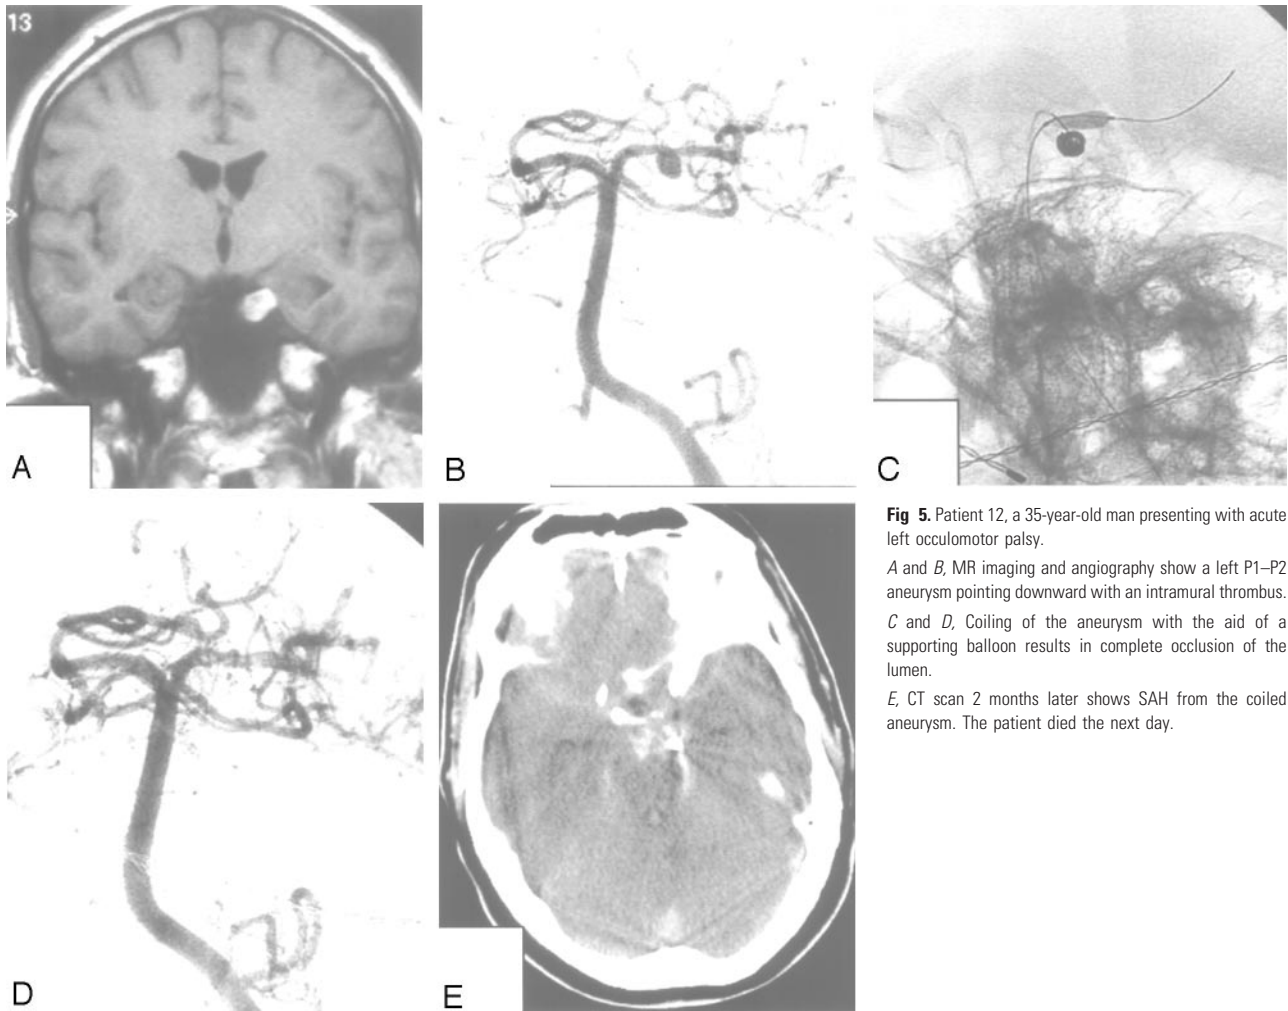 13
A
B
C
D
E
Fig 5. Patient 12, a 35-year-old man presenting with acute
left occulomotor palsy.
A and B, MR imaging and angiography show a left P1–P2
aneurysm pointing downward with an intramural thrombus.
C and D, Coiling of the aneurysm with the aid of a
supporting balloon results in complete occlusion of the
lumen.
E, CT scan 2 months later shows SAH from the coiled
aneurysm. The patient died the next day.